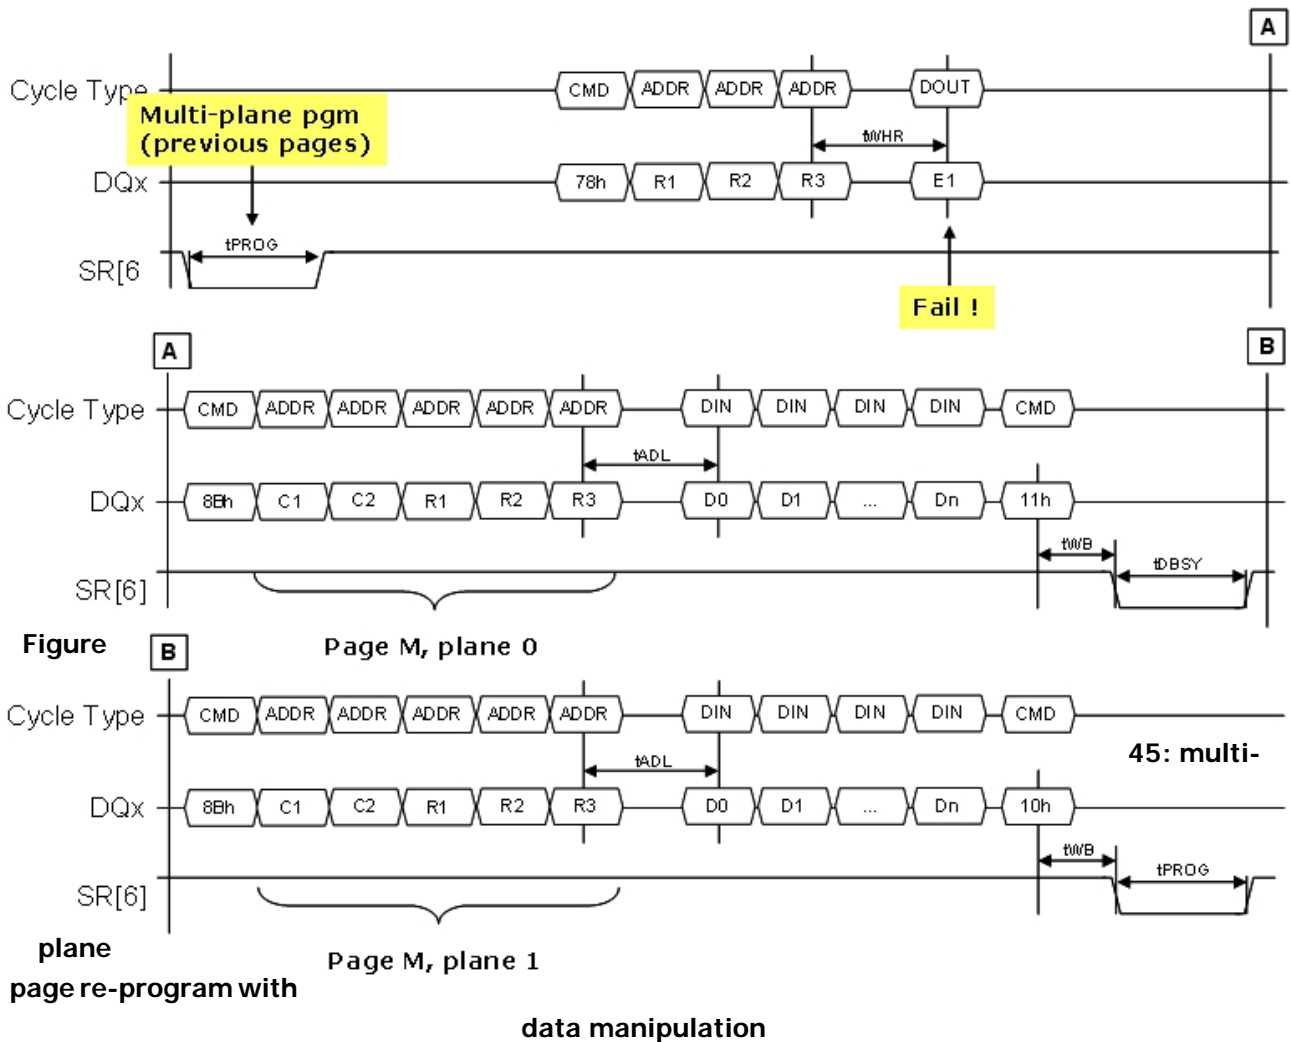 A
Cycle Type CMD ADDR ADDR ADDR DOUT
Multi-plane pgm
(previous pages)
tWHR
DQx 78h R1 R2 R3 E1
tPROG
SR[6
Fail !
A B
Cycle Type CMD ADDR ADDR ADDR ADDR ADDR DIN DIN DIN DIN CMD
tADL
DQx 8Bh C1 C2 R1 R2 R3 D0 D1 ... Dn 11h
tWB tDBSY
SR[6]
Figure Page M, plane 0
B
Cycle Type CMD ADDR ADDR ADDR ADDR ADDR DIN DIN DIN DIN CMD
45: multi-
tADL
DQx 8Bh C1 C2 R1 R2 R3 D0 D1 ... Dn 10h
tWB tPROG
SR[6]
plane Page M, plane 1
page re-program with
data manipulation